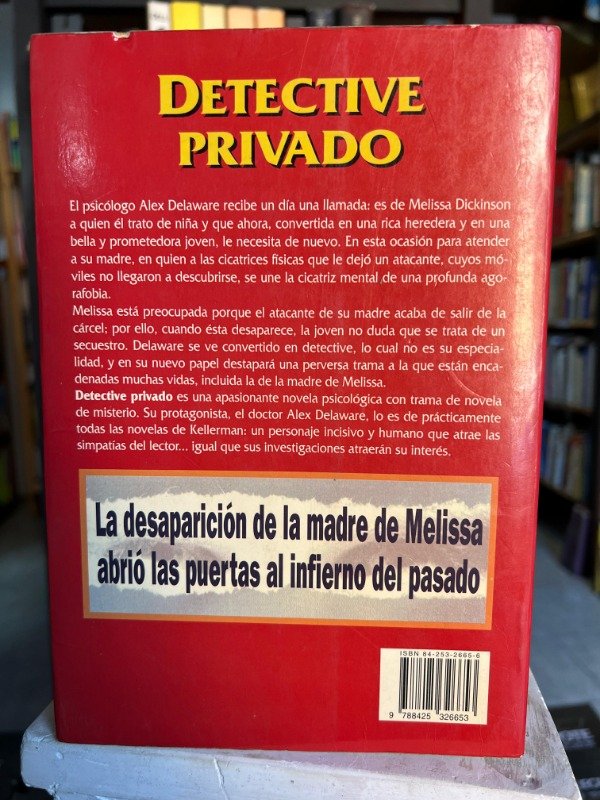 DETECTIVE
PRIVADO
El psicólogo Alex Delaware recibe un día una llamada: es de Melissa Dickinson
a quien él trato de niña y que ahora, convertida en una rica heredera y en una
bella y prometedora joven, le necesita de nuevo. En esta ocasión para atender
a su madre, en quien a las cicatrices físicas que le dejó un atacante, cuyos mó-
viles no llegaron a descubrirse, se une la cicatriz mental de una profunda ago-
rafobia.
Melissa está preocupada porque el atacante de su madre acaba de salir de la
cárcel; por ello, cuando ésta desaparece, la joven no duda que se trata de un
secuestro. Delaware se ve convertido en detective, lo cual no es su especia-
lidad, y en su nuevo papel destapará una perversa trama a la que están enca-
denadas muchas vidas, incluida la de la madre de Melissa.
Detective privado es una apasionante novela psicológica con trama de novela
de misterio. Su protagonista, el doctor Alex Delaware, lo es de prácticamente
todas las novelas de Kellerman: un personaje incisivo y humano que atrae las
simpatías del lector... igual que sus investigaciones atraerán su interés.
La desaparición de la madre de Melissa
abrió las puertas al infierno del pasado
ISBN 84-253-2665-6
9 788425 326653